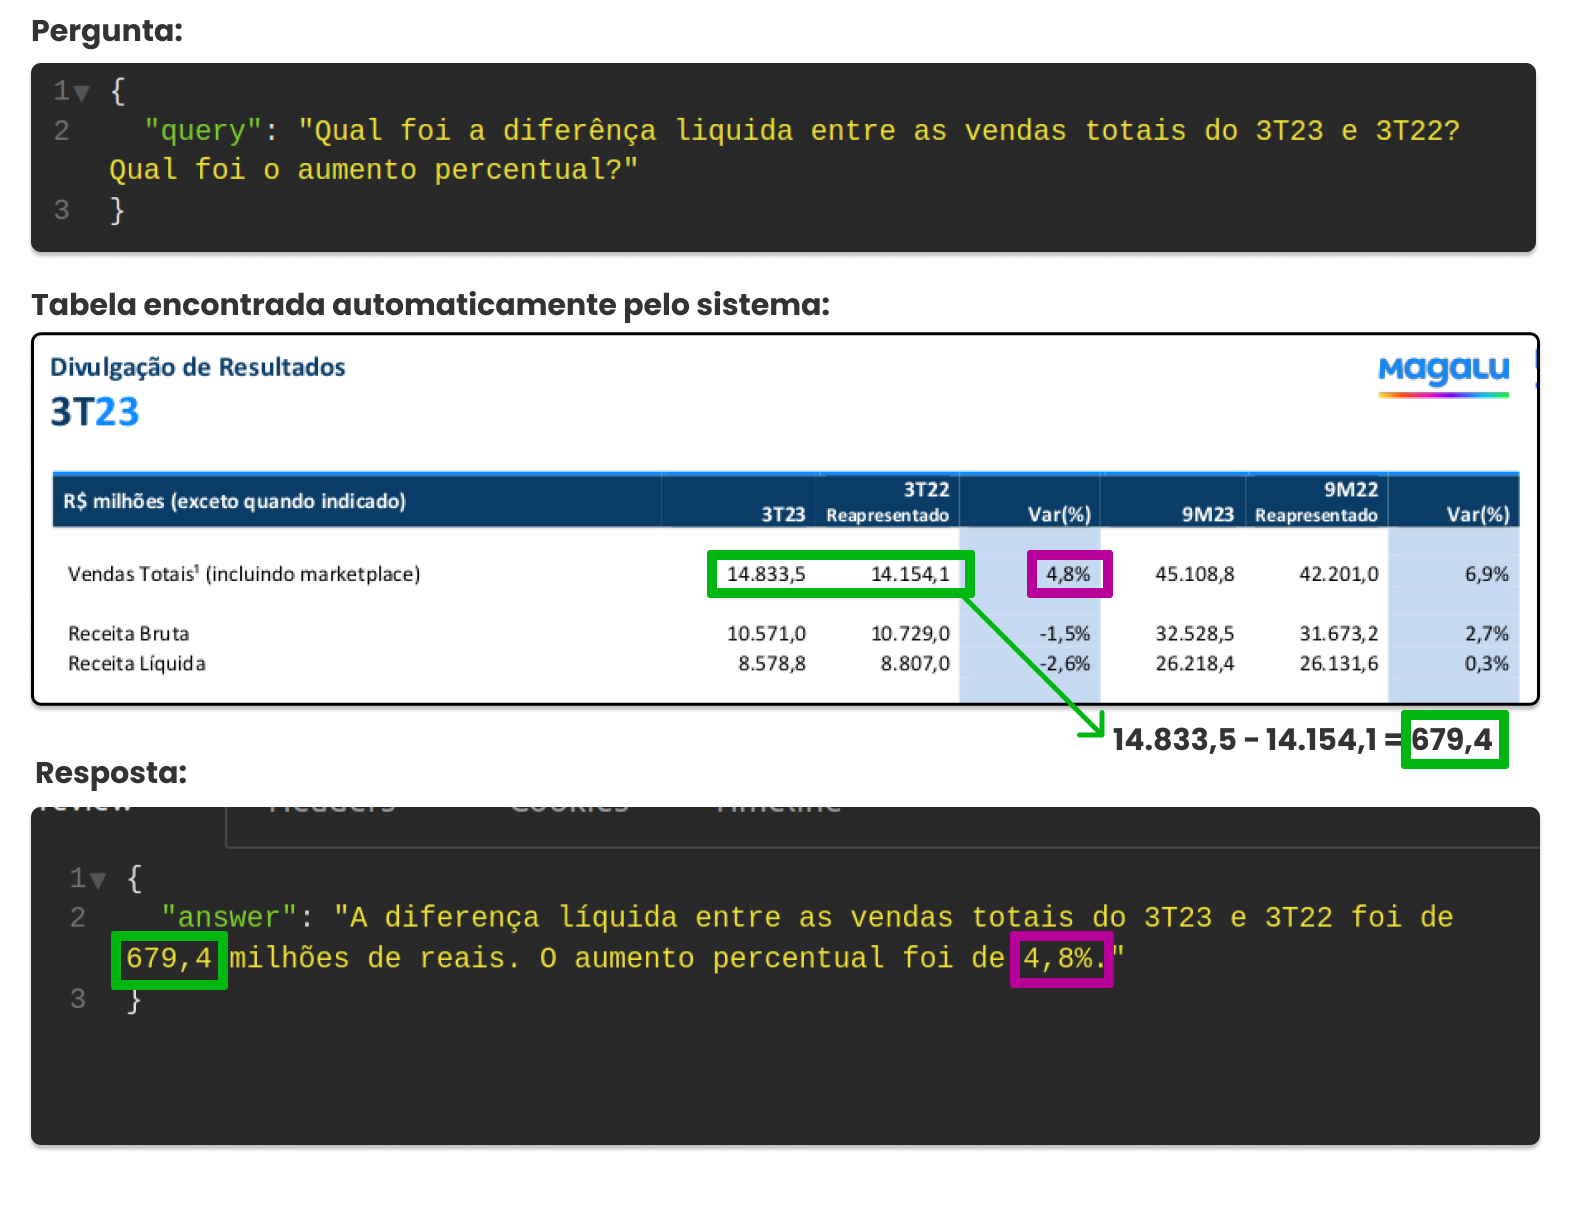 Pergunta:
1 {
2 "query": "Qual foi a diferênça liquida entre as vendas totais do 3T23 e 3T22?
Qual foi o aumento percentual?"
3 }
Tabela encontrada automaticamente pelo sistema:
Divulgação de Resultados
3T23
Magalu
R$ milhões (exceto quando indicado) 3T23 3T22 Reapresentado Var(%) 9M23 9M22 Reapresentado Var(%)
Vendas Totais¹ (incluindo marketplace) 14.833,5 14.154,1 4,8% 45.108,8 42.201,0 6,9%
Receita Bruta 10.571,0 10.729,0 -1,5% 32.528,5 31.673,2 2,7%
Receita Líquida 8.578,8 8.807,0 -2,6% 26.218,4 26.131,6 0,3%
14.833,5 - 14.154,1 = 679,4
Resposta:
review Headers Cookies Timeline
1 {
2 "answer": "A diferença líquida entre as vendas totais do 3T23 e 3T22 foi de
679,4 milhões de reais. O aumento percentual foi de 4,8%."
3 }